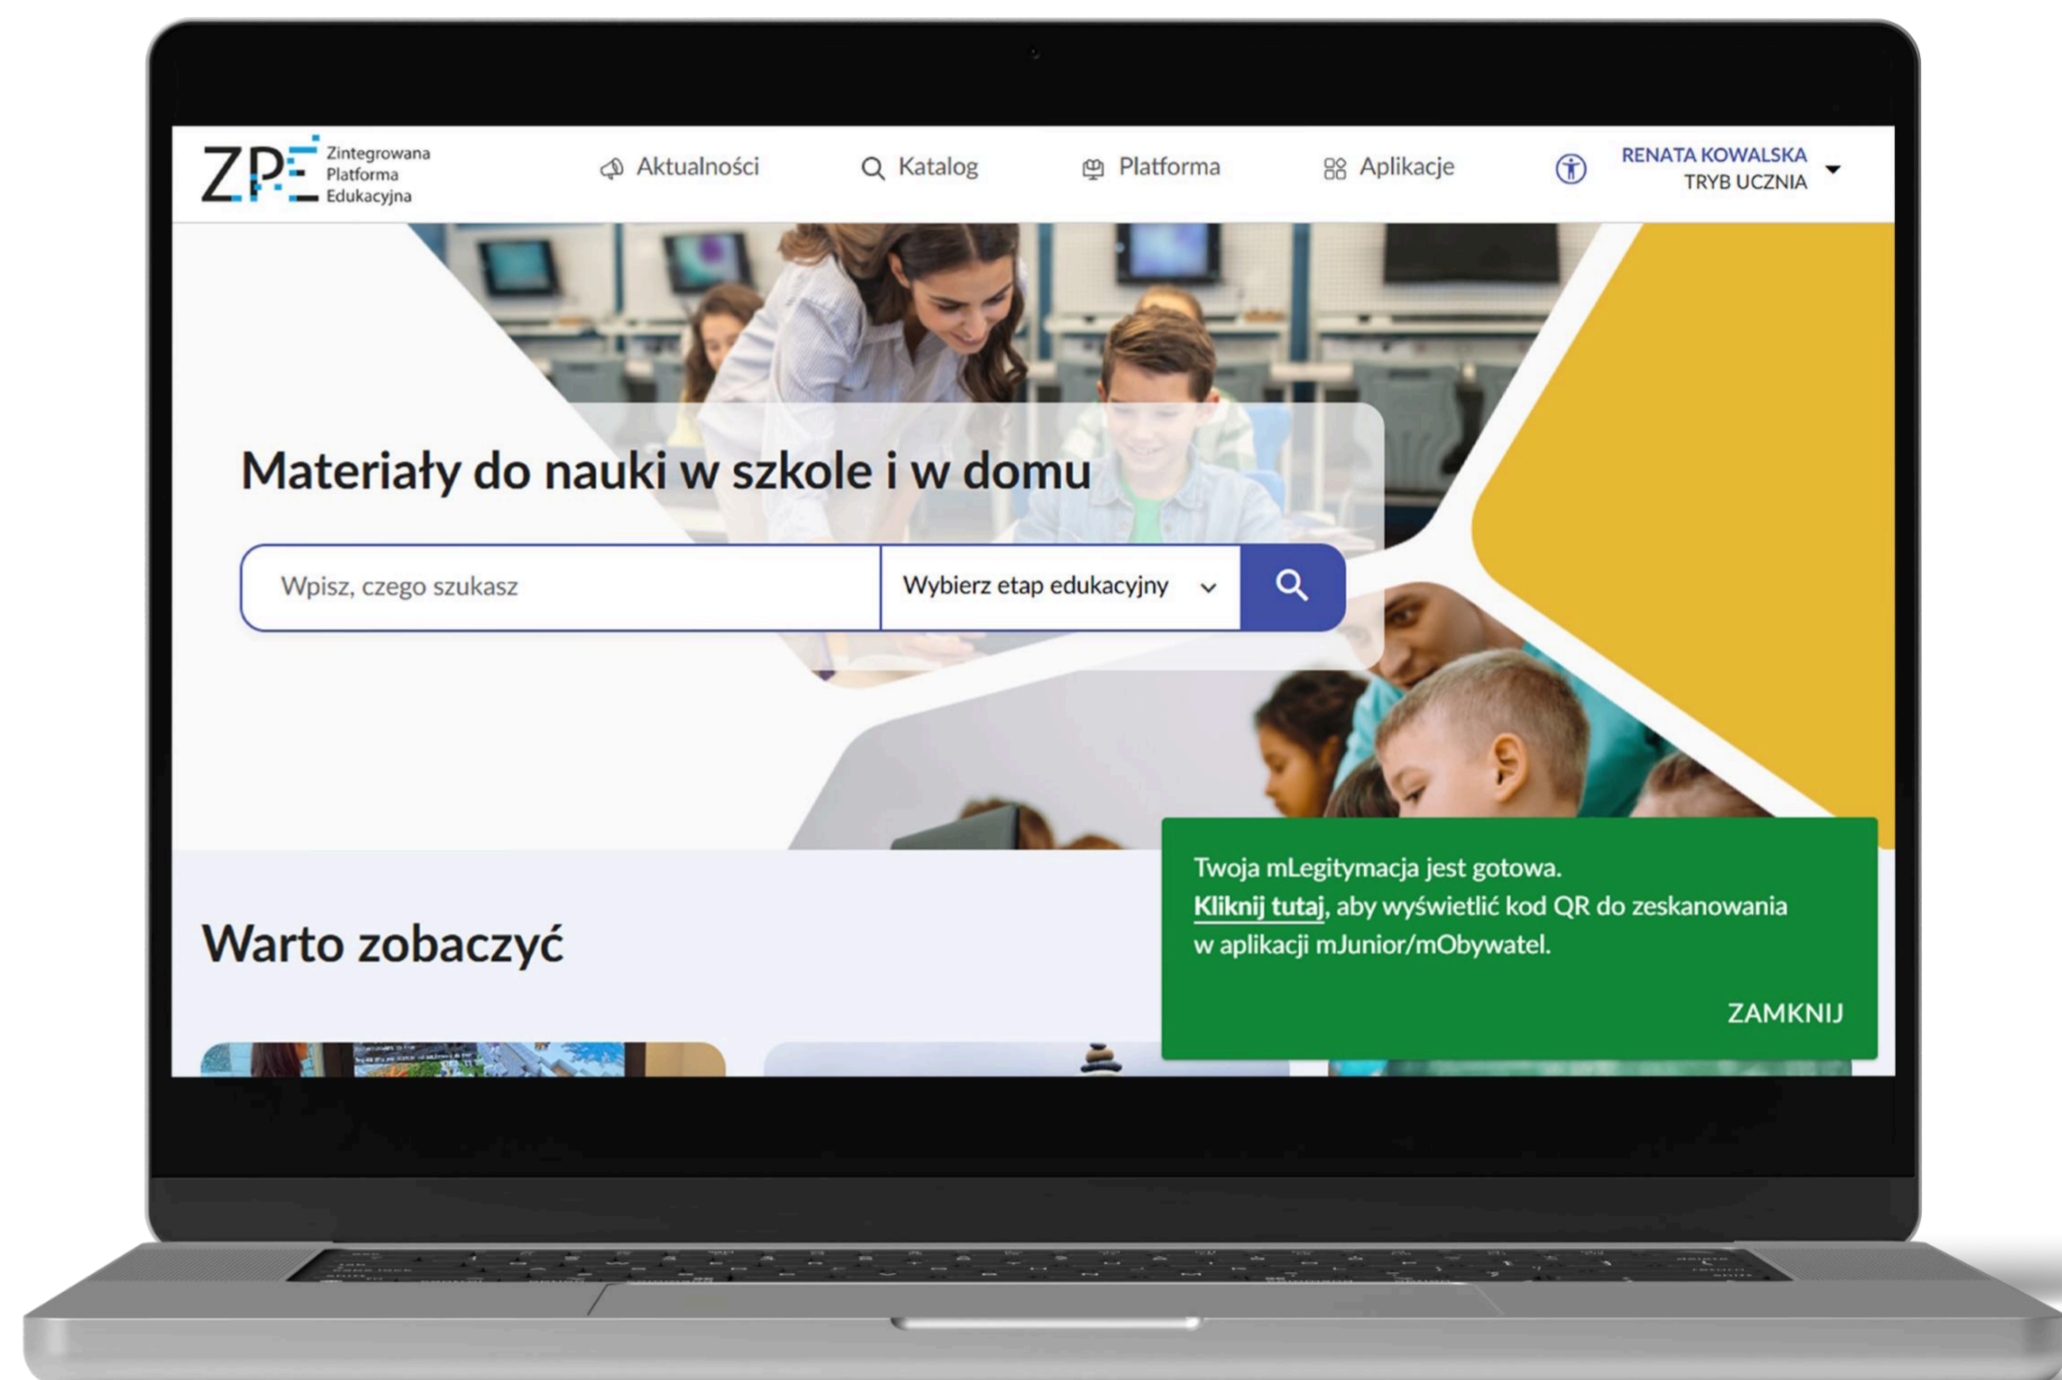 ZPE
Zintegrowana
Platforma
Edukacyjna
Aktualności
Katalog
Platforma
Aplikacje
RENATA KOWALSKA
TRYB UCZNIA
Materiały do nauki w szkole i w domu
Wpisz, czego szukasz
Wybierz etap edukacyjny
Twoja mLegitymacja jest gotowa.
Kliknij tutaj, aby wyświetlić kod QR do zeskanowania
w aplikacji mJunior/mObywatel.
ZAMKNIJ
Warto zobaczyć